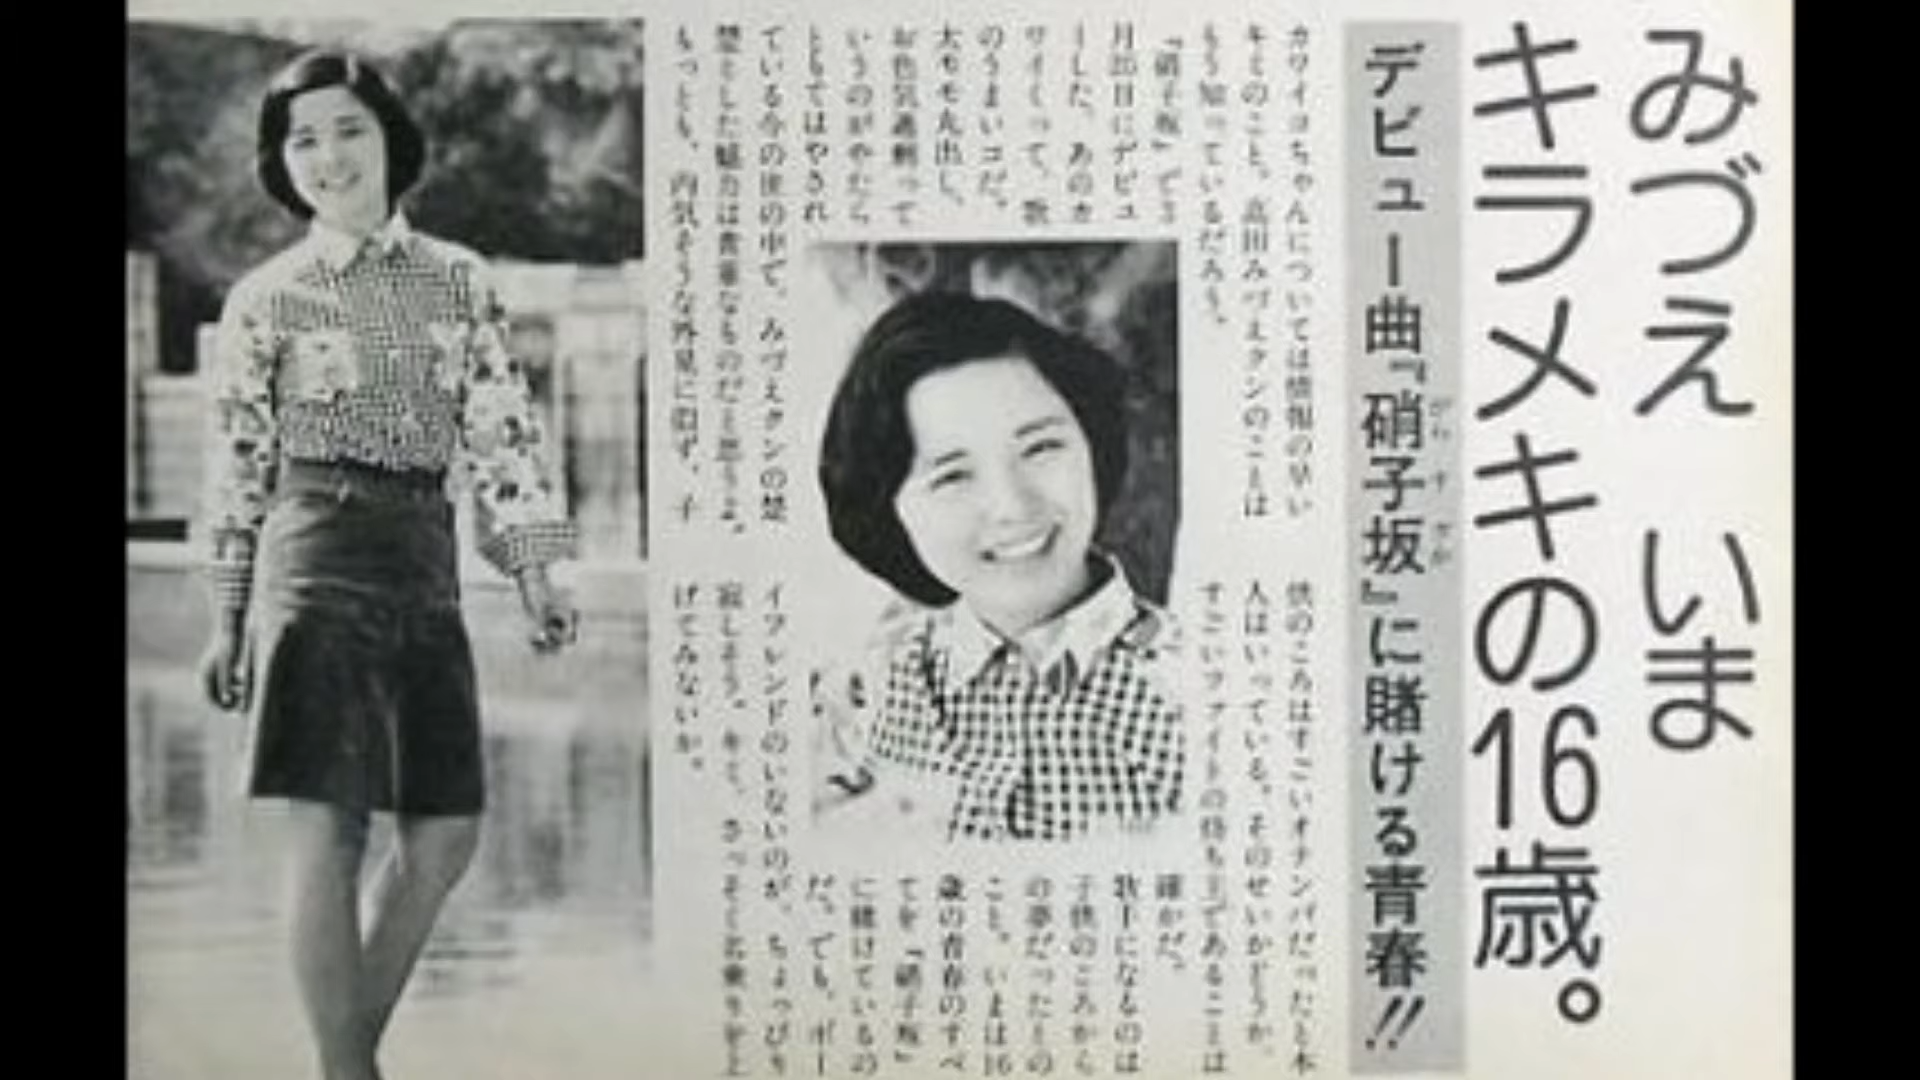 みづえ いま
キラメキの16歳。
デビュー曲『硝子坂』に賭ける青春!!
がらすざか
カワイコちゃんについては情報の早い
キミのこと。高田みづえクンのことは
もう知っているだろう。
『硝子坂』で3
月25日にデビュ
ーした、あのカ
ワイくって、歌
のうまいコだ。
太モモ丸出し、
お色気過剰って
いうのがやたら
ともてはやされ
ている今の世の中で、みづえクンの楚
楚とした魅力は貴重なものだと思うよ。
もっとも、内気そうな外見に似ず、子
供のころはすごいオテンバだったと本
人はいっている。そのせいかどうか、
すごいファイトの持ち主であることは
確かだ。
歌手になるのは
子供のころから
の夢だったとの
こと。いまは16
歳の青春のすべ
てを『硝子坂』
に賭けているの
だ。でも、ボー
イフレンドのいないのが、ちょっぴり
寂しそう。キミ、さっそく名乗りを上
げてみないか。